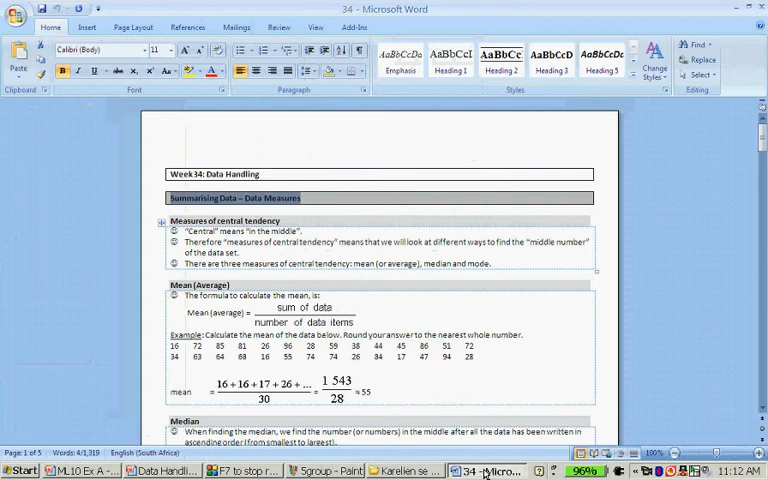 34 - Microsoft Word
Home Insert Page Layout References Mailings Review View Add-Ins
Paste
Calibri (Body) 11
AaBbCcDa AaBbCcI AaBbCc AaBbCcD AaBbCcDc
Emphasis Heading 1 Heading 2 Heading 3 Heading 5
Change Styles
Find
Replace
Select
Clipboard Font Paragraph Styles Editing
Week 34: Data Handling
Summarising Data – Data Measures
Measures of central tendency
“Central” means “in the middle”.
Therefore “measures of central tendency” means that we will look at different ways to find the “middle number”
of the data set.
There are three measures of central tendency: mean (or average), median and mode.
Mean (Average)
The formula to calculate the mean, is:
Mean (average) = sum of data / number of data items
Example: Calculate the mean of the data below. Round your answer to the nearest whole number.
16 72 85 81 26 96 28 59 38 44 45 86 51 72
34 63 64 68 16 55 74 74 26 84 17 47 94 28
mean = 16 + 16 + 17 + 26 + ... / 30 = 1 543 / 28 ≈ 55
Median
When finding the median, we find the number (or numbers) in the middle after all the data has been written in
ascending order (from smallest to largest).
Page: 1 of 5 Words: 4/1,319 English (South Africa) 100%
Start ML10 Ex A - ... Data Handli... F7 to stop r... 5group - Paint Karelien se ... 34 - Micro... 96% 11:12 AM